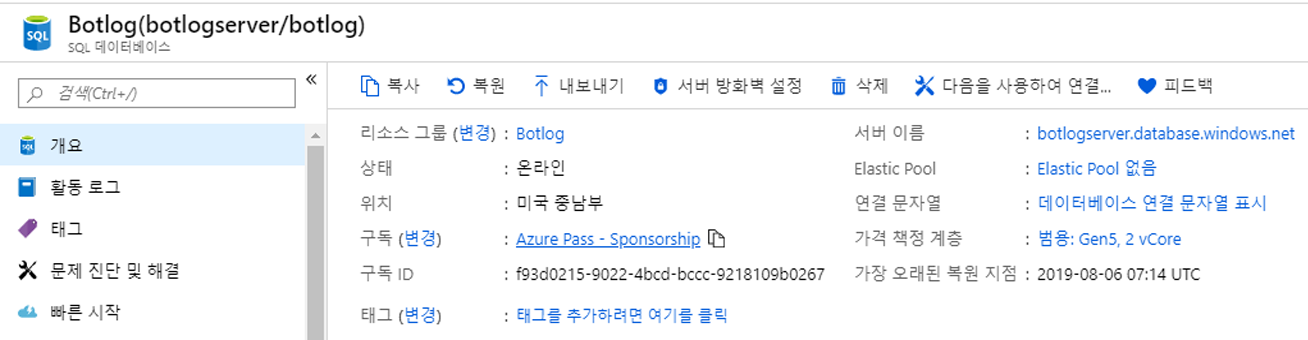 Botlog(botlogserver/botlog)
SQL 데이터베이스
검색(Ctrl+/)
«
개요
활동 로그
태그
문제 진단 및 해결
빠른 시작
복사 복원 내보내기 서버 방화벽 설정 삭제 다음을 사용하여 연결... 피드백
리소스 그룹 (변경) : Botlog
상태 : 온라인
위치 : 미국 중남부
구독 (변경) : Azure Pass - Sponsorship
구독 ID : f93d0215-9022-4bcd-bccc-9218109b0267
태그 (변경) : 태그를 추가하려면 여기를 클릭
서버 이름 : botlogserver.database.windows.net
Elastic Pool : Elastic Pool 없음
연결 문자열 : 데이터베이스 연결 문자열 표시
가격 책정 계층 : 범용: Gen5, 2 vCore
가장 오래된 복원 지점 : 2019-08-06 07:14 UTC